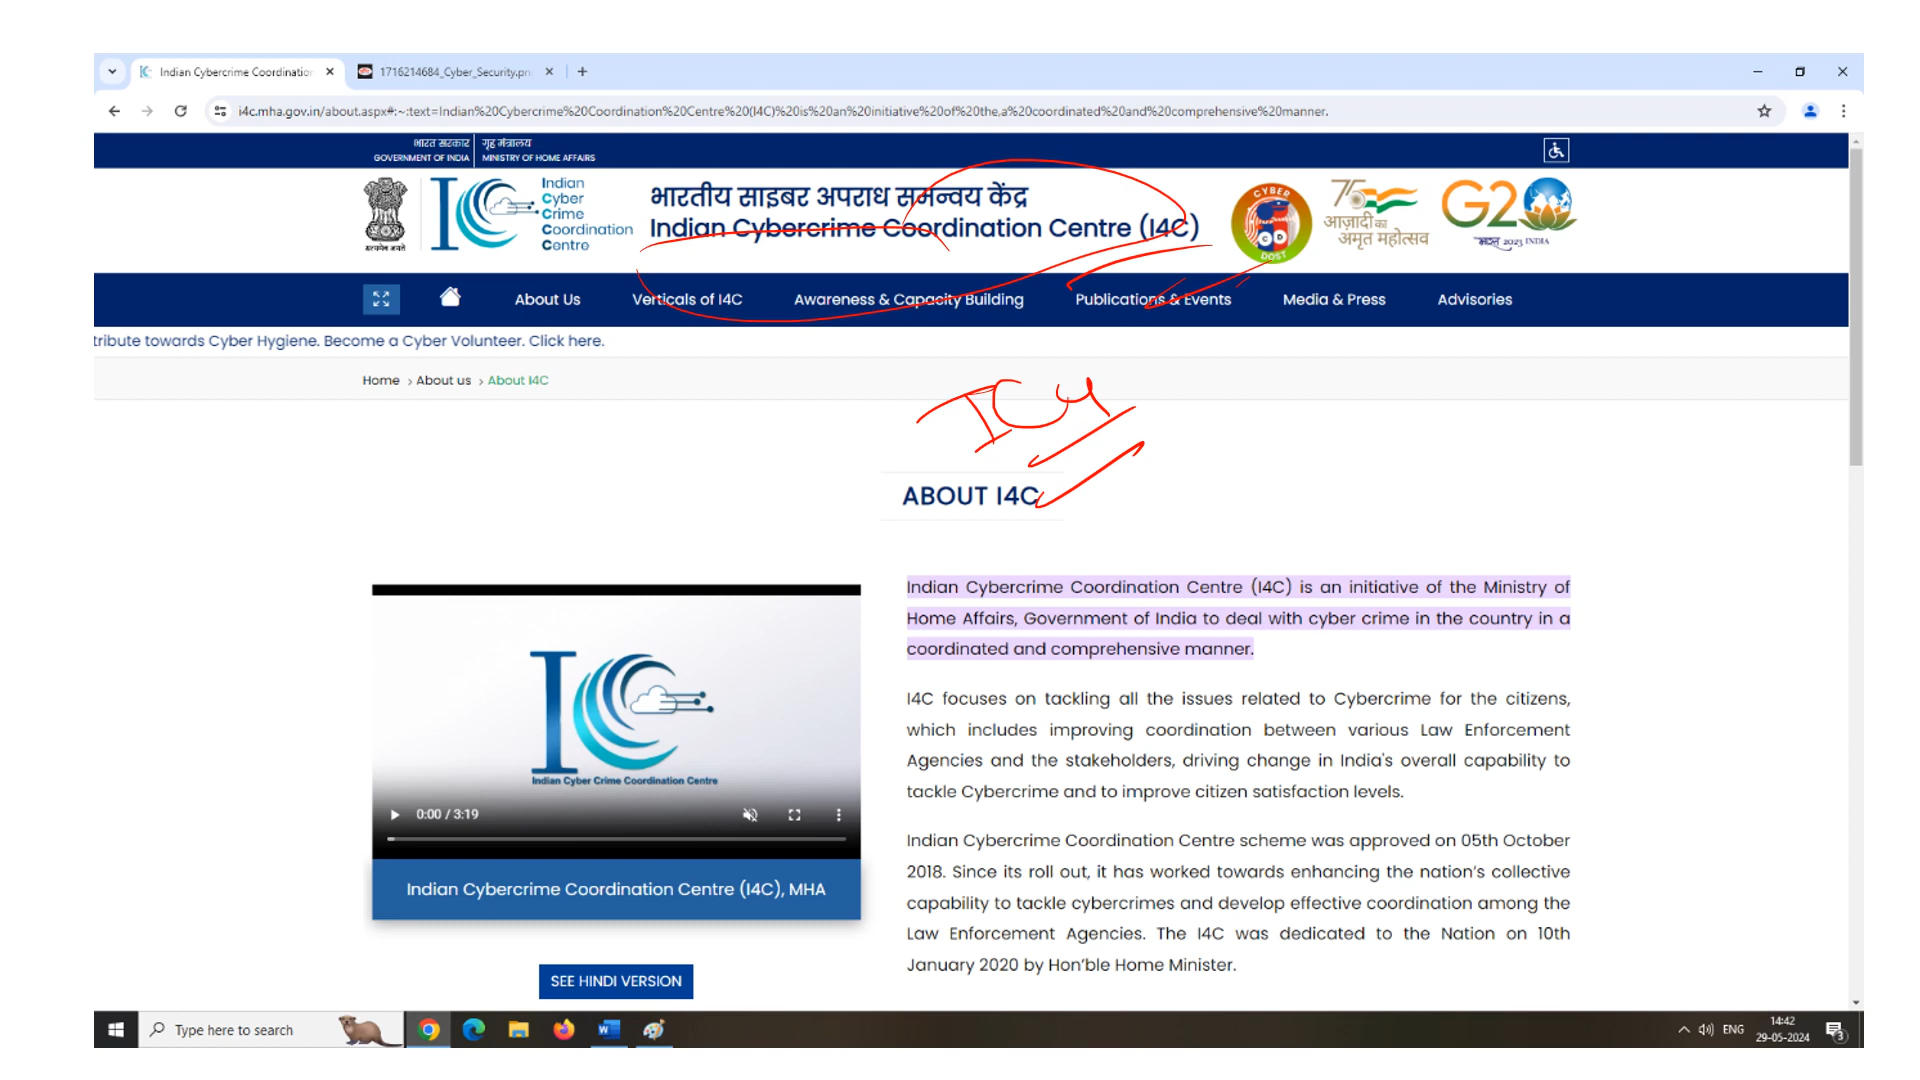 Indian Cybercrime Coordination
1716214684_Cyber_Security.pn
i4c.mha.gov.in/about.aspx#:~:text=Indian%20Cybercrime%20Coordination%20Centre%20(I4C)%20is%20an%20initiative%20of%20the,a%20coordinated%20and%20comprehensive%20manner.
भारत सरकार
GOVERNMENT OF INDIA
गृह मंत्रालय
MINISTRY OF HOME AFFAIRS
सत्यमेव जयते
Indian
Cyber
Crime
Coordination
Centre
भारतीय साइबर अपराध समन्वय केंद्र
Indian Cybercrime Coordination Centre (I4C)
CYBER
DOST
75
आज़ादी का
अमृत महोत्सव
G20
भारत 2023 INDIA
About Us
Verticals of I4C
Awareness & Capacity Building
Publications & Events
Media & Press
Advisories
tribute towards Cyber Hygiene. Become a Cyber Volunteer. Click here.
Home > About us > About I4C
IC4
ABOUT I4C
Indian Cybercrime Coordination Centre (I4C) is an initiative of the Ministry of
Home Affairs, Government of India to deal with cyber crime in the country in a
coordinated and comprehensive manner.
I4C focuses on tackling all the issues related to Cybercrime for the citizens,
which includes improving coordination between various Law Enforcement
Agencies and the stakeholders, driving change in India's overall capability to
tackle Cybercrime and to improve citizen satisfaction levels.
Indian Cybercrime Coordination Centre scheme was approved on 05th October
2018. Since its roll out, it has worked towards enhancing the nation's collective
capability to tackle cybercrimes and develop effective coordination among the
Law Enforcement Agencies. The I4C was dedicated to the Nation on 10th
January 2020 by Hon'ble Home Minister.
Indian Cyber Crime Coordination Centre
0:00 / 3:19
Indian Cybercrime Coordination Centre (I4C), MHA
SEE HINDI VERSION
Type here to search
ENG
14:42
29-05-2024
3